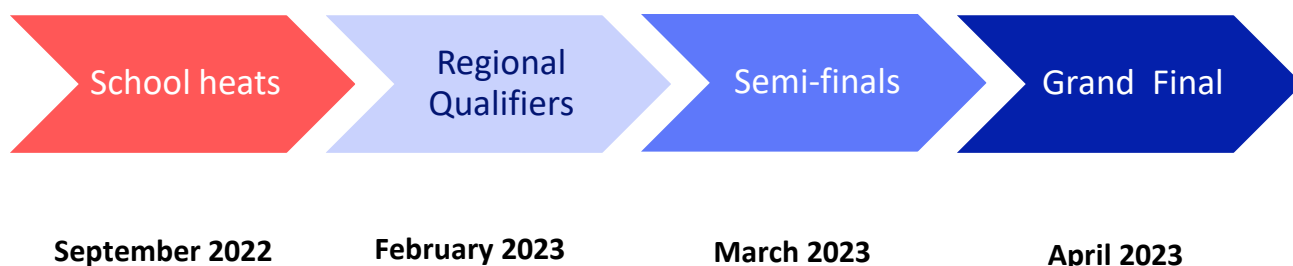 School heats
Regional
Qualifiers
Semi-finals
Grand Final
September 2022
February 2023
March 2023
April 2023